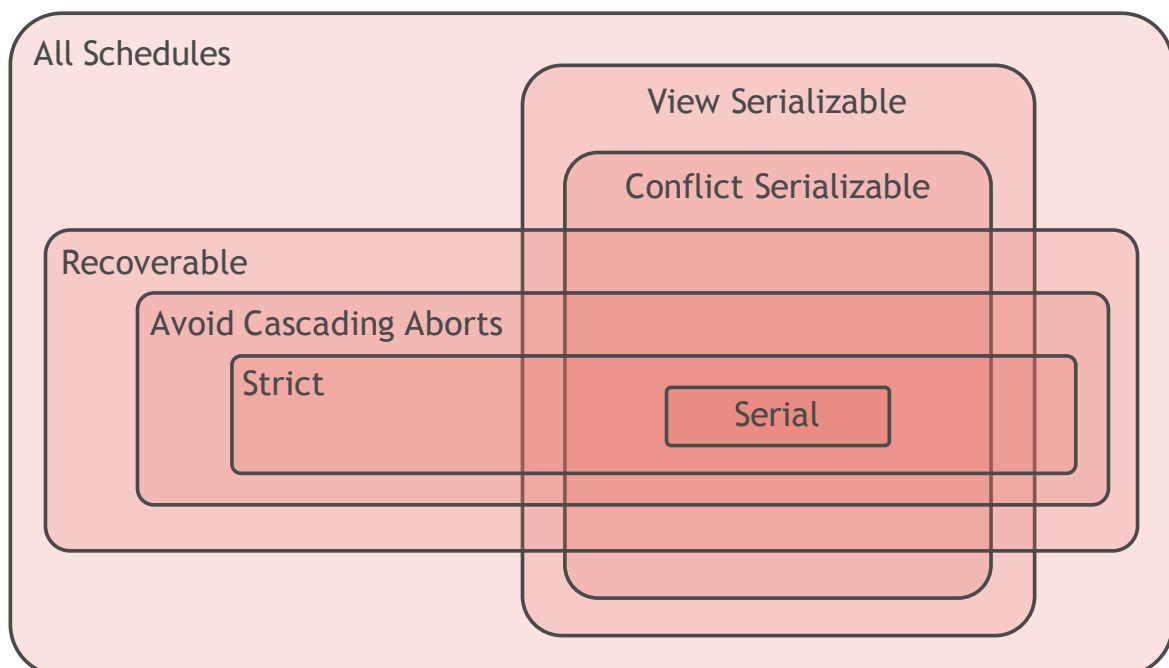 All Schedules
View Serializable
Conflict Serializable
Recoverable
Avoid Cascading Aborts
Strict
Serial